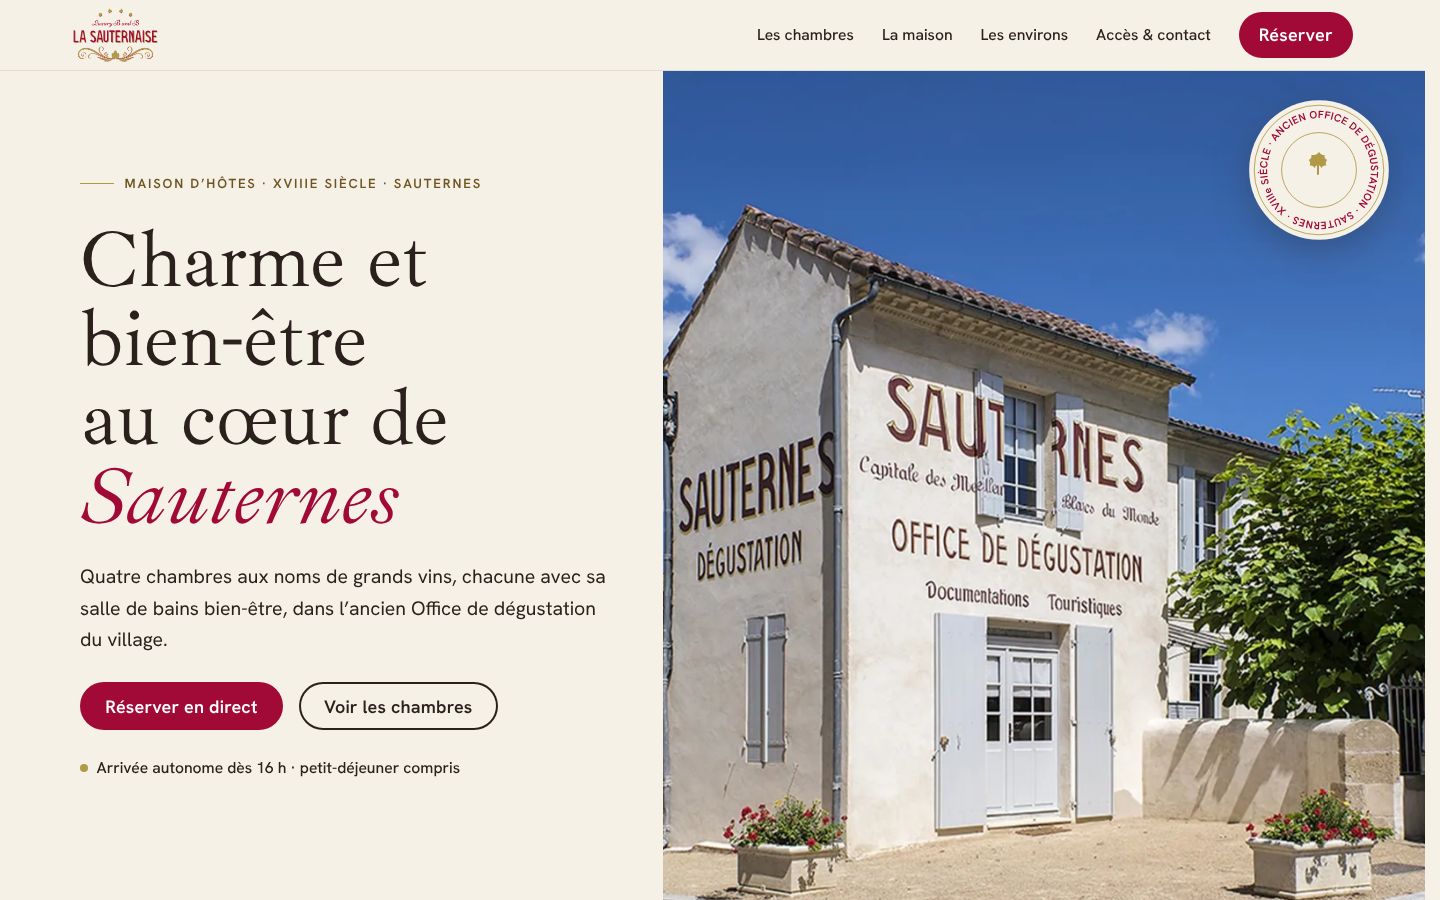 Luxury B and B
LA SAUTERNAISE
Les chambres
La maison
Les environs
Accès & contact
Réserver
MAISON D’HÔTES · XVIIIE SIÈCLE · SAUTERNES
Charme et
bien-être
au cœur de
Sauternes
Quatre chambres aux noms de grands vins, chacune avec sa
salle de bains bien-être, dans l’ancien Office de dégustation
du village.
Réserver en direct
Voir les chambres
Arrivée autonome dès 16 h · petit-déjeuner compris
XVIIIe SIÈCLE · ANCIEN OFFICE DE DÉGUSTATION · SAUTERNES ·
SAUTERNES
DÉGUSTATION
SAUT RNES
Capitale des Meilleu Blancs du Monde
OFFICE DE DÉGUSTATION
Documentations Touristiques